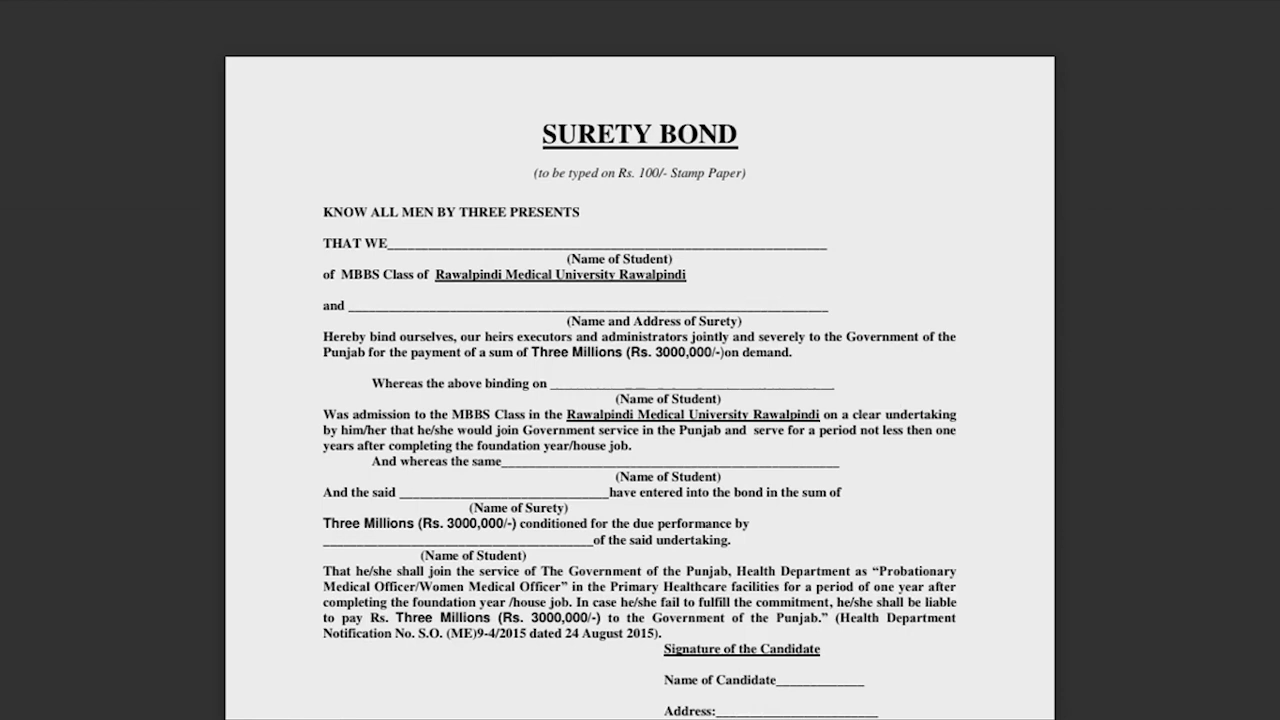 SURETY BOND
(to be typed on Rs. 100/- Stamp Paper)
KNOW ALL MEN BY THREE PRESENTS
THAT WE_______________
(Name of Student)
of MBBS Class of Rawalpindi Medical University Rawalpindi
and _______________
(Name and Address of Surety)
Hereby bind ourselves, our heirs executors and administrators jointly and severely to the Government of the
Punjab for the payment of a sum of Three Millions (Rs. 3000,000/-)on demand.
Whereas the above binding on _______________
(Name of Student)
Was admission to the MBBS Class in the Rawalpindi Medical University Rawalpindi on a clear undertaking
by him/her that he/she would join Government service in the Punjab and serve for a period not less then one
years after completing the foundation year/house job.
And whereas the same_______________
(Name of Student)
And the said _______________have entered into the bond in the sum of
(Name of Surety)
Three Millions (Rs. 3000,000/-) conditioned for the due performance by
_______________of the said undertaking.
(Name of Student)
That he/she shall join the service of The Government of the Punjab, Health Department as “Probationary
Medical Officer/Women Medical Officer” in the Primary Healthcare facilities for a period of one year after
completing the foundation year /house job. In case he/she fail to fulfill the commitment, he/she shall be liable
to pay Rs. Three Millions (Rs. 3000,000/-) to the Government of the Punjab.” (Health Department
Notification No. S.O. (ME)9-4/2015 dated 24 August 2015).
Signature of the Candidate
Name of Candidate_____________
Address:_______________